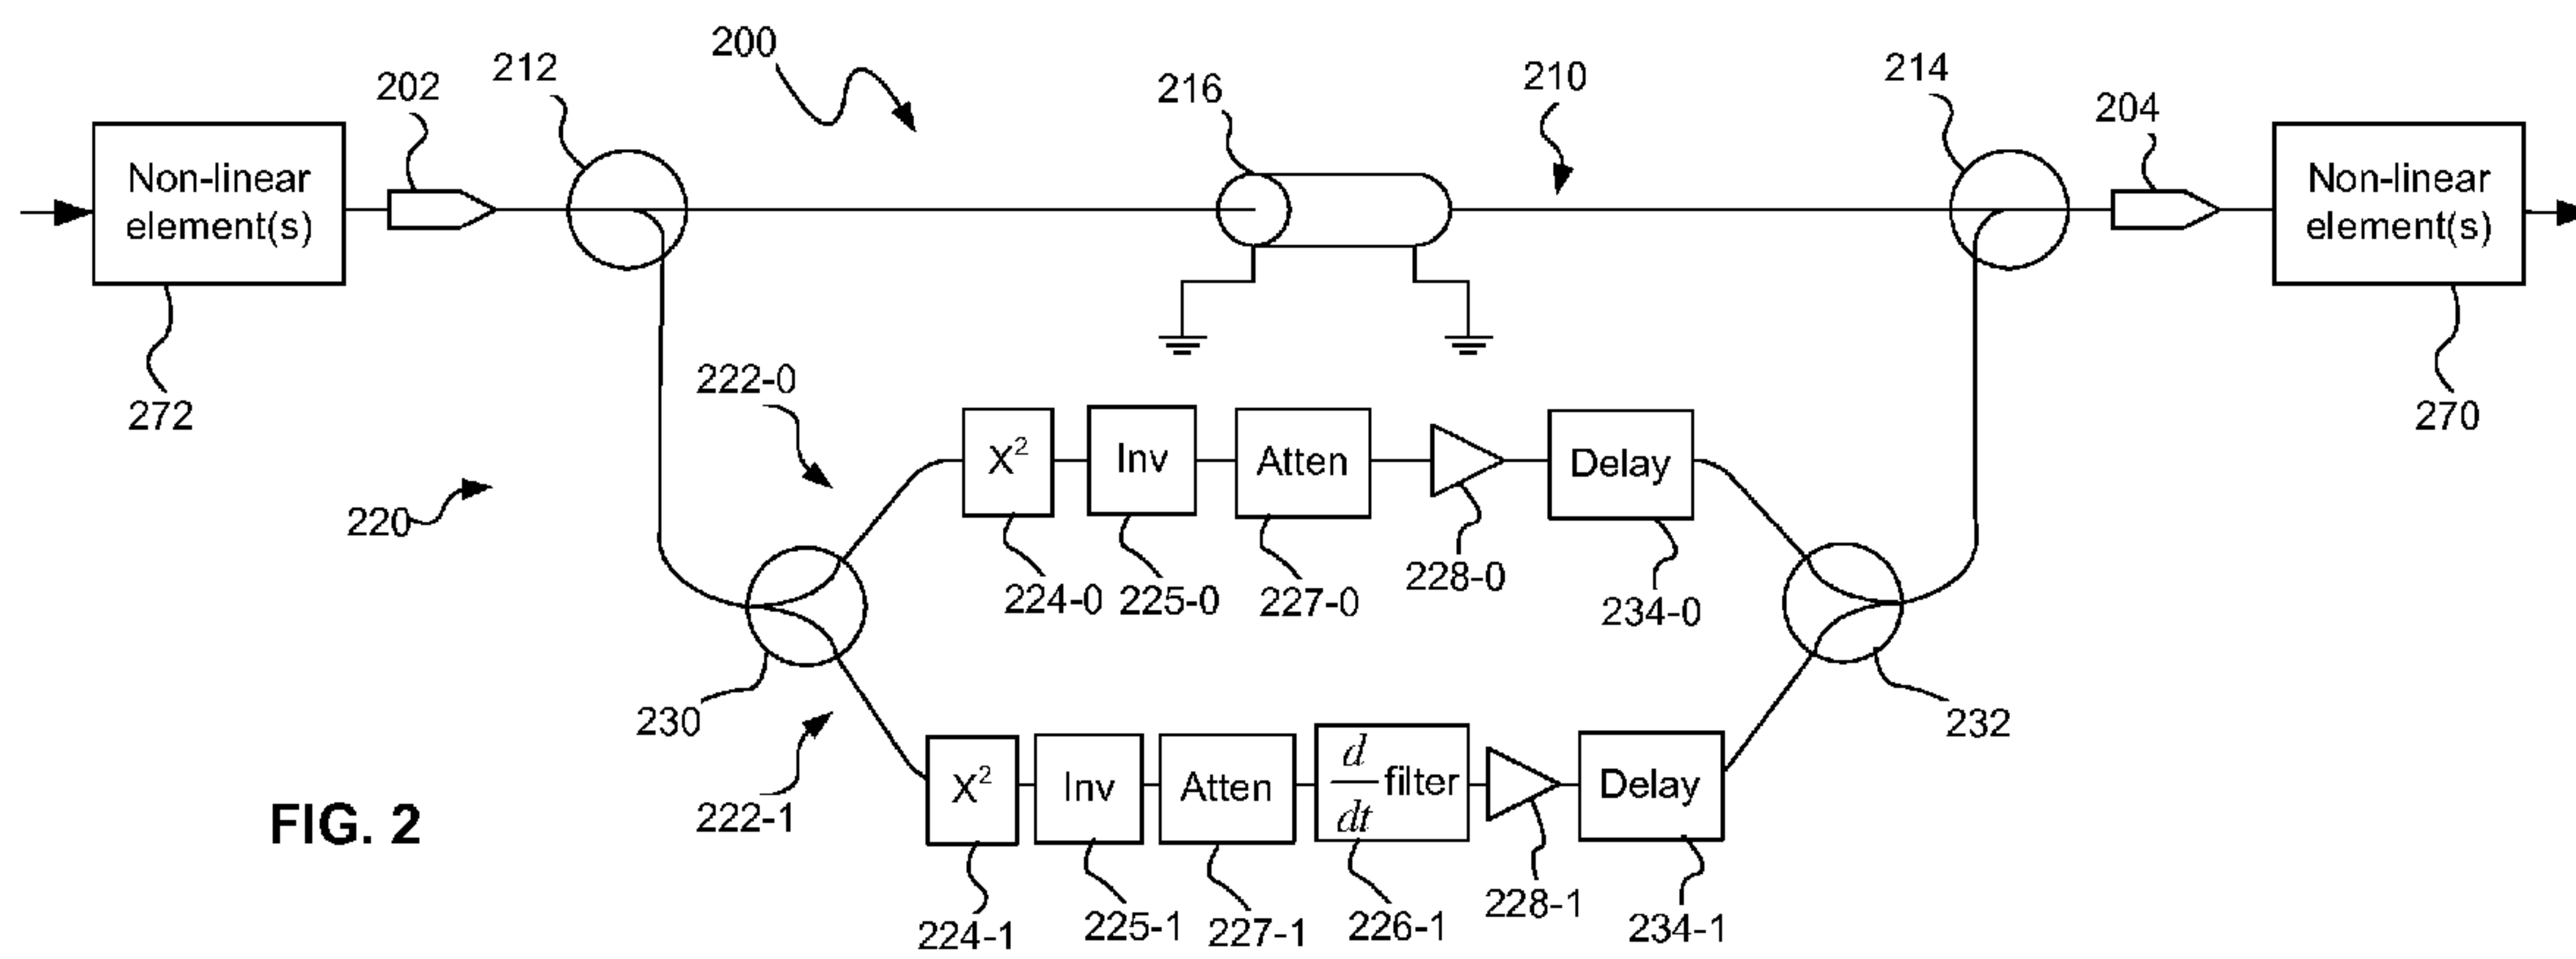 200
212
216
210
214
202
204
Non-linear
element(s)
Non-linear
element(s)
222-0
272
270
X²
Inv
Atten
Delay
220
228-0
224-0
225-0
227-0
234-0
230
232
222-1
X²
Inv
Atten
d/dt filter
Delay
FIG. 2
228-1
224-1
225-1
227-1
226-1
234-1